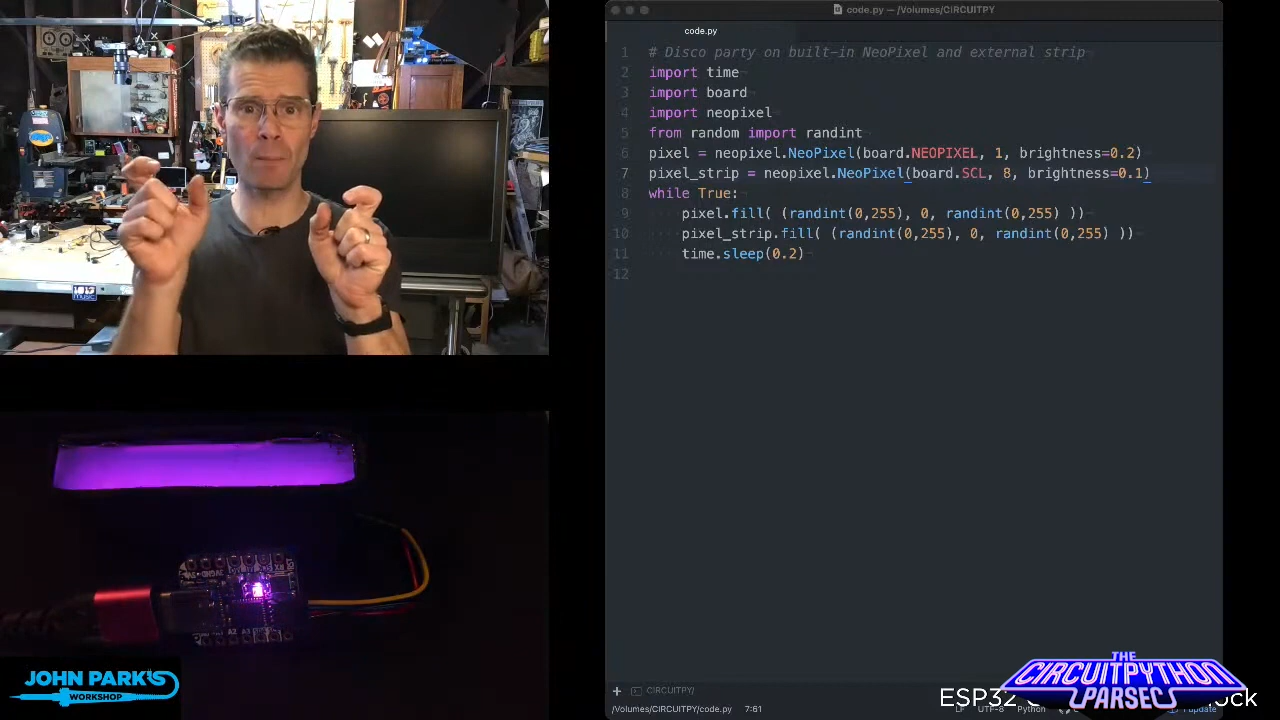 code.py — /Volumes/CIRCUITPY
code.py
1 # Disco party on built-in NeoPixel and external strip
2 import time
3 import board
4 import neopixel
5 from random import randint
6 pixel = neopixel.NeoPixel(board.NEOPIXEL, 1, brightness=0.2)
7 pixel_strip = neopixel.NeoPixel(board.SCL, 8, brightness=0.1)
8 while True:
9 pixel.fill( (randint(0,255), 0, randint(0,255) ))
10 pixel_strip.fill( (randint(0,255), 0, randint(0,255) ))
11 time.sleep(0.2)
12
JOHN PARK'S
WORKSHOP
THE
CIRCUITPYTHON
PARSEC
CIRCUITPY/
/Volumes/CIRCUITPY/code.py 7:61
UTF-8 Python
1 update
music
A2 A3